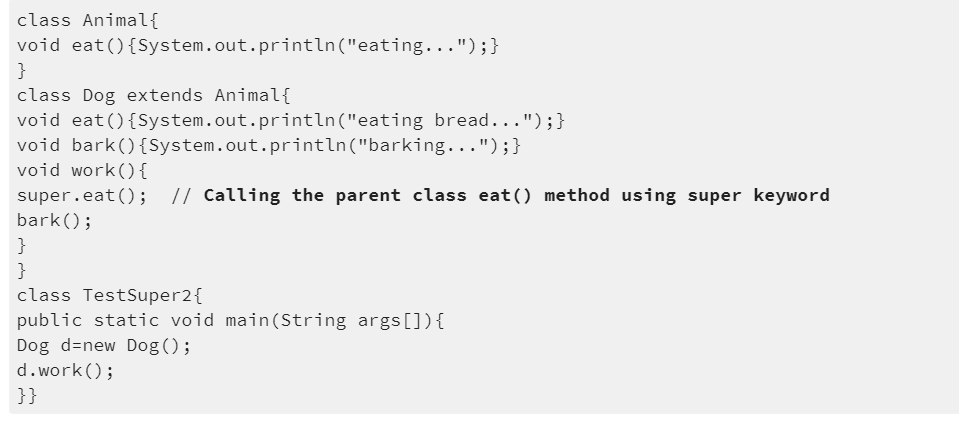 class Animal{
void eat(){System.out.println("eating...");}
}
class Dog extends Animal{
void eat(){System.out.println("eating bread...");}
void bark(){System.out.println("barking...");}
void work(){
super.eat();  // Calling the parent class eat() method using super keyword
bark();
}
}
class TestSuper2{
public static void main(String args[]){
Dog d=new Dog();
d.work();
}}